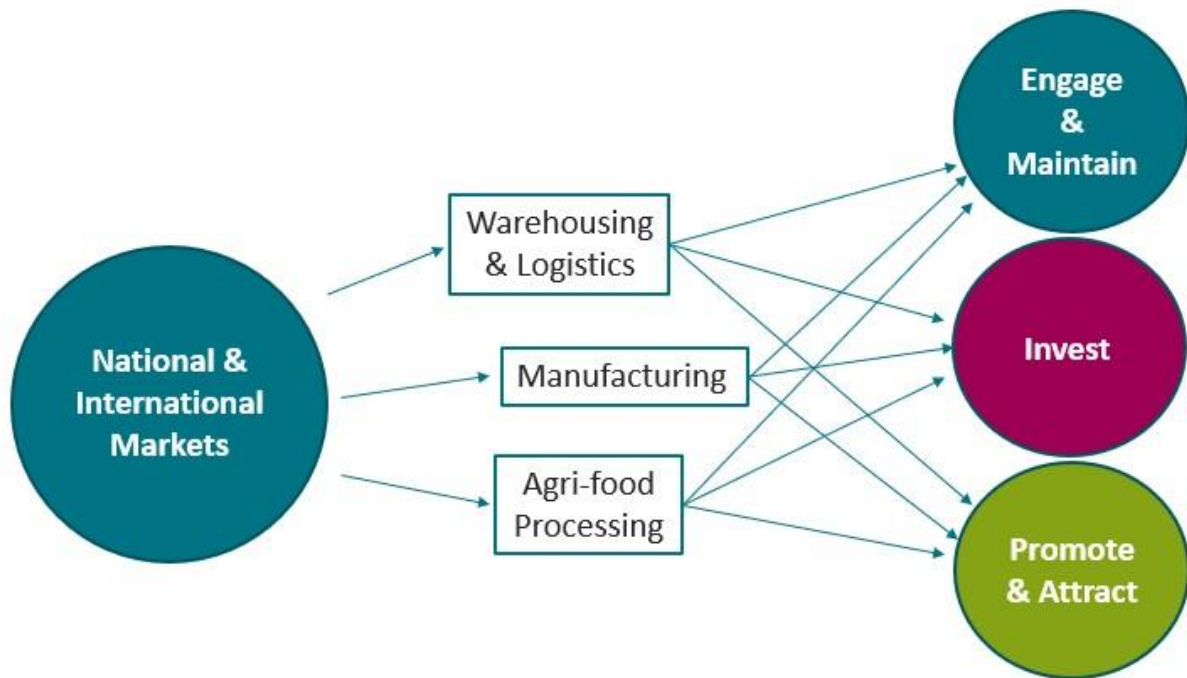 National &
International
Markets
Warehousing
& Logistics
Manufacturing
Agri-food
Processing
Engage
&
Maintain
Invest
Promote
& Attract